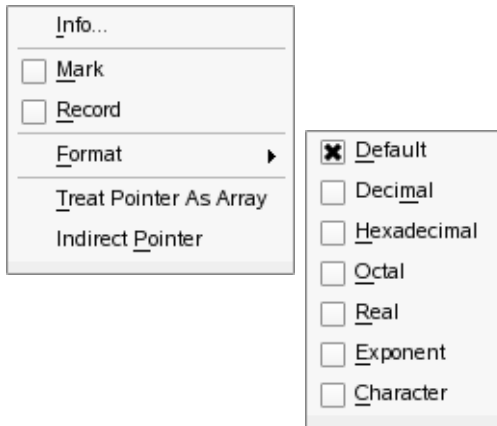 Info...
Mark
Record
Format
Treat Pointer As Array
Indirect Pointer
Default
Decimal
Hexadecimal
Octal
Real
Exponent
Character